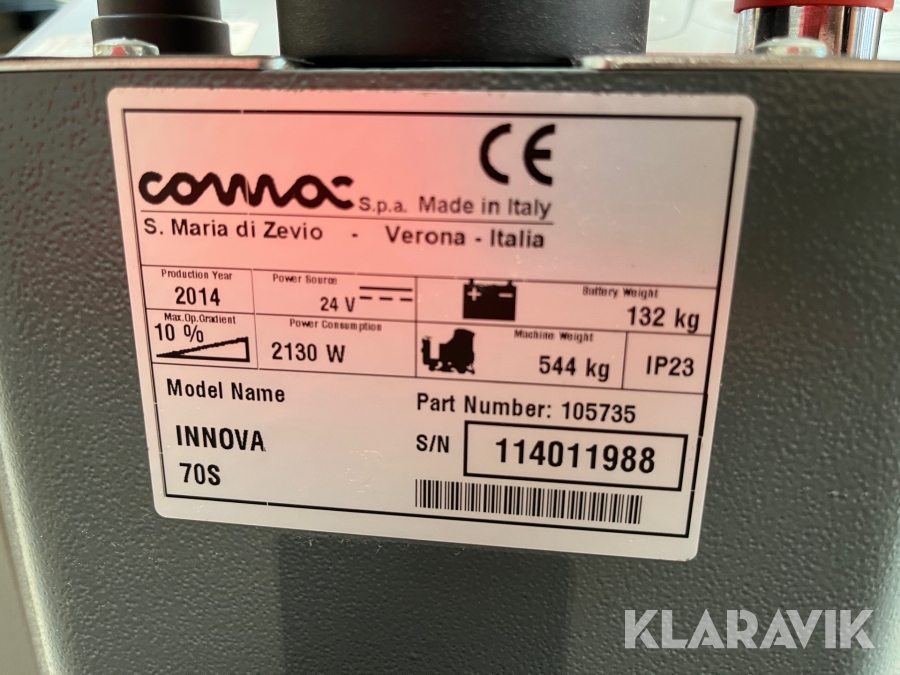 CE
comac S.p.a. Made in Italy
S. Maria di Zevio - Verona - Italia
Production Year
2014
Power Source
24 V
Battery Weight
132 kg
Max.Op.Gradient
10 %
Power Consumption
2130 W
Machine Weight
544 kg
IP23
Model Name
INNOVA
70S
Part Number: 105735
S/N 114011988
KLARAVIK